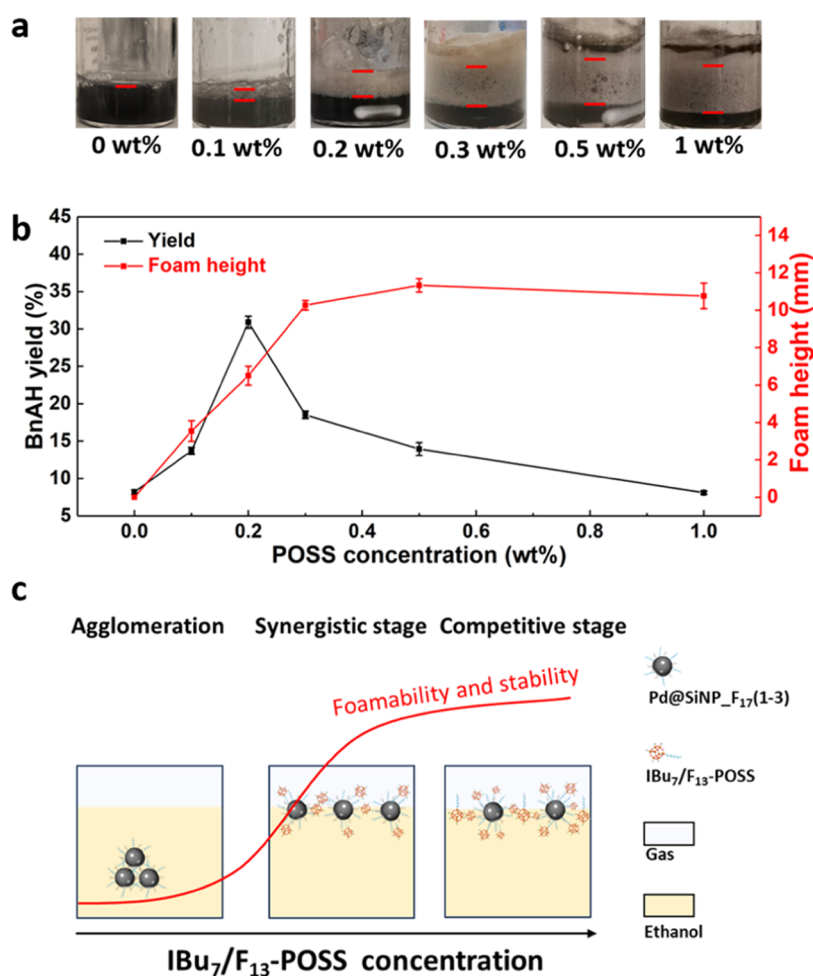 a
0 wt%
0.1 wt%
0.2 wt%
0.3 wt%
0.5 wt%
1 wt%
b
Yield
Foam height
BnAH yield (%)
45
40
35
30
25
20
15
10
5
0.0
0.2
0.4
0.6
0.8
1.0
POSS concentration (wt%)
14
12
10
8
6
4
2
0
Foam height (mm)
c
Agglomeration
Synergistic stage
Competitive stage
Foamability and stability
Pd@SiNP_F₁₇(1-3)
IBu₇/F₁₃-POSS
Gas
Ethanol
IBu₇/F₁₃-POSS concentration